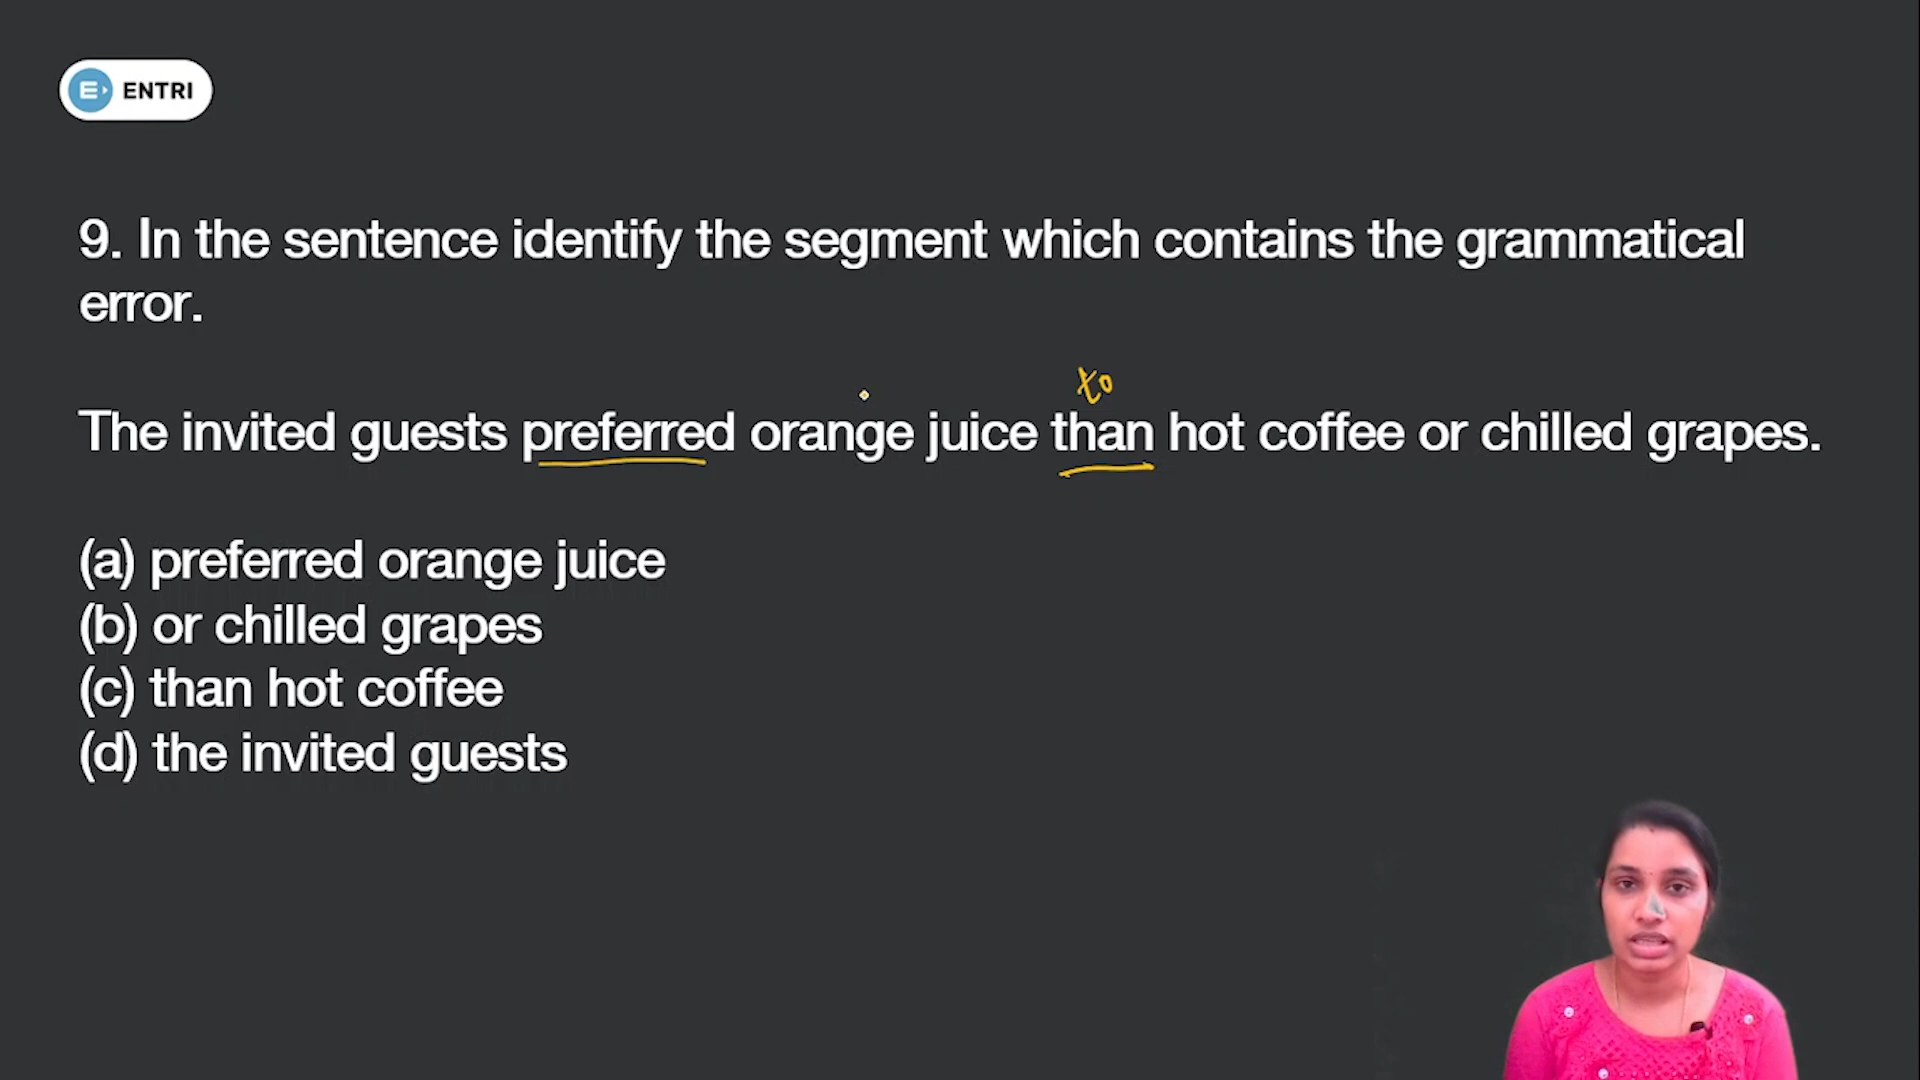 ENTRI
9. In the sentence identify the segment which contains the grammatical
error.
to
The invited guests preferred orange juice than hot coffee or chilled grapes.
(a) preferred orange juice
(b) or chilled grapes
(c) than hot coffee
(d) the invited guests